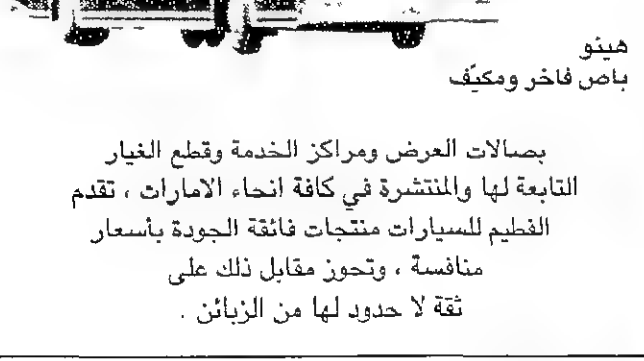 هينو
باص فاخر ومكيّف
بصالات العرض ومراكز الخدمة وقطع الغيار
التابعة لها والمنتشرة في كافة انحاء الامارات ، تقدم
الفطيم للسيارات منتجات فائقة الجودة بأسعار
منافسة ، وتحوز مقابل ذلك على
ثقة لا حدود لها من الزبائن .